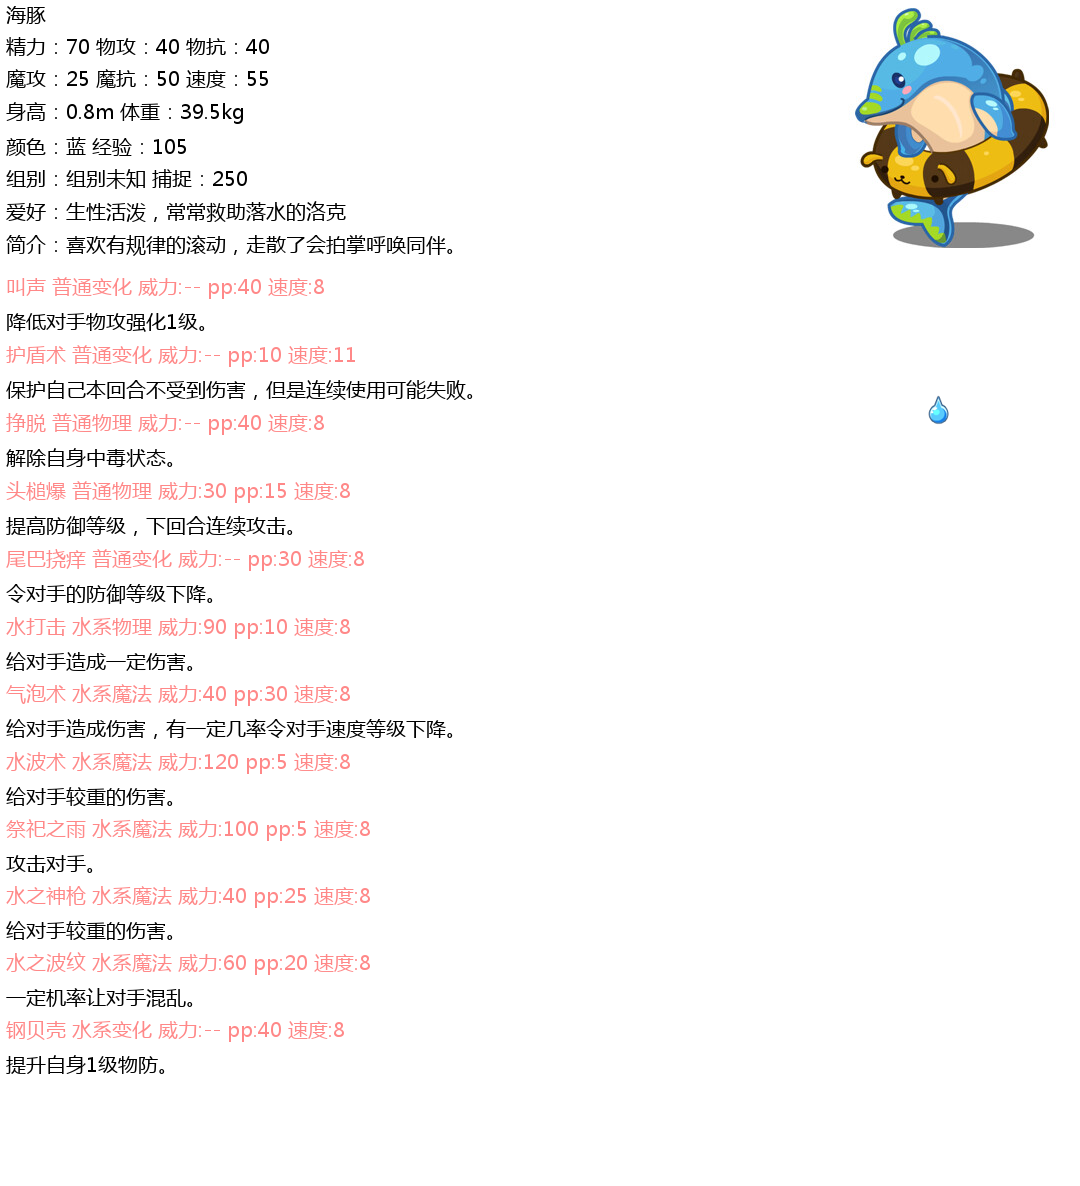 海豚
精力：70 物攻：40 物抗：40
魔攻：25 魔抗：50 速度：55
身高：0.8m 体重：39.5kg
颜色：蓝 经验：105
组别：组别未知 捕捉：250
爱好：生性活泼，常常救助落水的洛克
简介：喜欢有规律的滚动，走散了会拍掌呼唤同伴。
叫声 普通变化 威力:-- pp:40 速度:8
降低对手物攻强化1级。
护盾术 普通变化 威力:-- pp:10 速度:11
保护自己本回合不受到伤害，但是连续使用可能失败。
挣脱 普通物理 威力:-- pp:40 速度:8
解除自身中毒状态。
头槌爆 普通物理 威力:30 pp:15 速度:8
提高防御等级，下回合连续攻击。
尾巴挠痒 普通变化 威力:-- pp:30 速度:8
令对手的防御等级下降。
水打击 水系物理 威力:90 pp:10 速度:8
给对手造成一定伤害。
气泡术 水系魔法 威力:40 pp:30 速度:8
给对手造成伤害，有一定几率令对手速度等级下降。
水波术 水系魔法 威力:120 pp:5 速度:8
给对手较重的伤害。
祭祀之雨 水系魔法 威力:100 pp:5 速度:8
攻击对手。
水之神枪 水系魔法 威力:40 pp:25 速度:8
给对手较重的伤害。
水之波纹 水系魔法 威力:60 pp:20 速度:8
一定机率让对手混乱。
钢贝壳 水系变化 威力:-- pp:40 速度:8
提升自身1级物防。